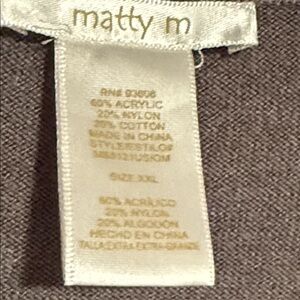 matty m
RN# 93608
60% ACRYLIC
20% NYLON
20% COTTON
MADE IN CHINA
STYLE/ESTILO#
SIZE XXL
60% ACRILICO
20% NYLON
20% ALGODON
HECHO EN CHINA
TALLA EXTRA EXTRA-GRANDE